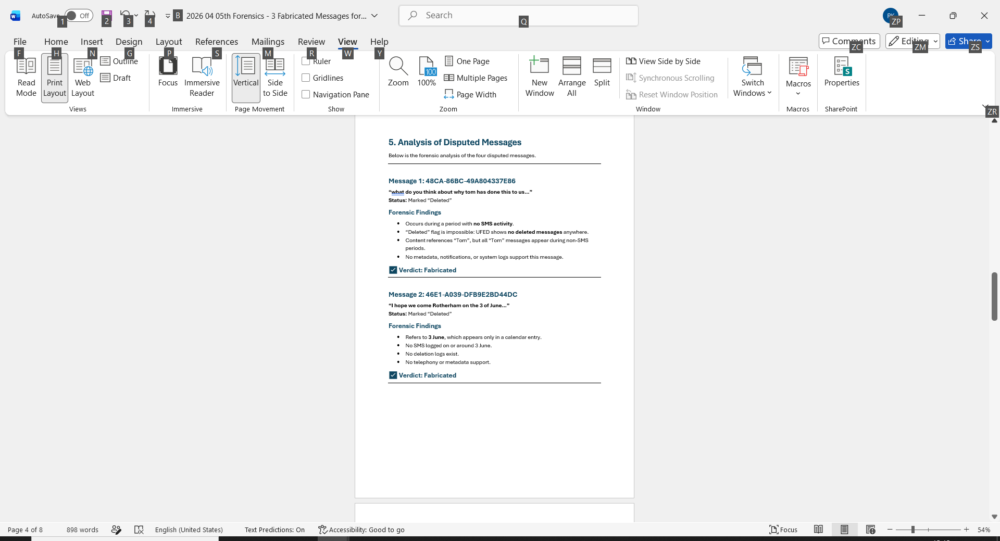 AutoSave Off
1 2 3 4 B 2026 04 05th Forensics - 3 Fabricated Messages for...
Search
Q
ZP
File Home Insert Design Layout References Mailings Review View Help
Comments Editing Share
F H N G P S M R W Y ZC ZM ZS
Read Mode
Print Layout
Web Layout
Outline
Draft
Views
Focus
Immersive Reader
Immersive
Vertical
Side to Side
Page Movement
Ruler
Gridlines
Navigation Pane
Show
Zoom
100
100%
One Page
Multiple Pages
Page Width
Zoom
New Window
Arrange All
Split
View Side by Side
Synchronous Scrolling
Reset Window Position
Switch Windows
Window
Macros
Macros
S
Properties
SharePoint
ZR
5. Analysis of Disputed Messages
Below is the forensic analysis of the four disputed messages.
Message 1: 48CA-86BC-49A804337E86
“what do you think about why tom has done this to us...”
Status: Marked “Deleted”
Forensic Findings
• Occurs during a period with no SMS activity.
• “Deleted” flag is impossible: UFED shows no deleted messages anywhere.
• Content references “Tom”, but all “Tom” messages appear during non-SMS
periods.
• No metadata, notifications, or system logs support this message.
Verdict: Fabricated
Message 2: 46E1-A039-DFB9E2BD44DC
“I hope we come Rotherham on the 3 of June...”
Status: Marked “Deleted”
Forensic Findings
• Refers to 3 June, which appears only in a calendar entry.
• No SMS logged on or around 3 June.
• No deletion logs exist.
• No telephony or metadata support.
Verdict: Fabricated
Page 4 of 8 898 words English (United States) Text Predictions: On Accessibility: Good to go Focus 54%